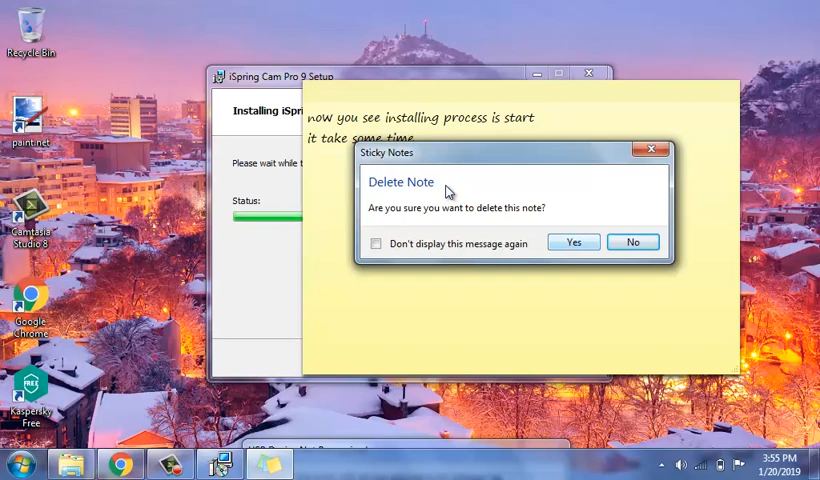 Recycle Bin
paint.net
Camtasia
Studio 8
Google
Chrome
FREE
Kaspersky
Free
iSpring Cam Pro 9 Setup
Installing iSpri
Please wait while t
Status:
now you see installing process is start
it take some time
Sticky Notes
Delete Note
Are you sure you want to delete this note?
Don't display this message again
Yes
No
3:55 PM
1/20/2019